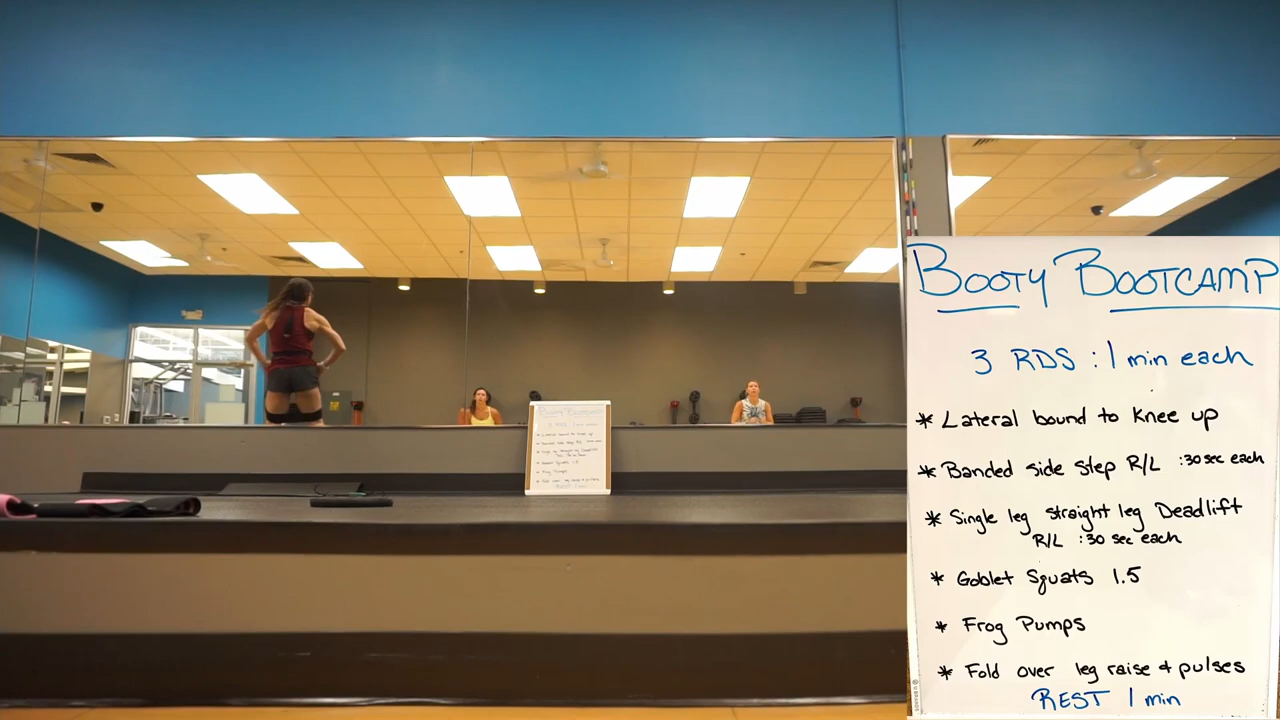 BOOTY BOOTCAMP
3 RDS : 1 min each
* Lateral bound to knee up
* Banded side step R/L :30 sec each
* Single leg straight leg Deadlift
R/L :30 sec each
* Goblet Squats 1.5
* Frog Pumps
* Fold over leg raise & pulses
REST 1 min
BOOTY BOOTCAMP